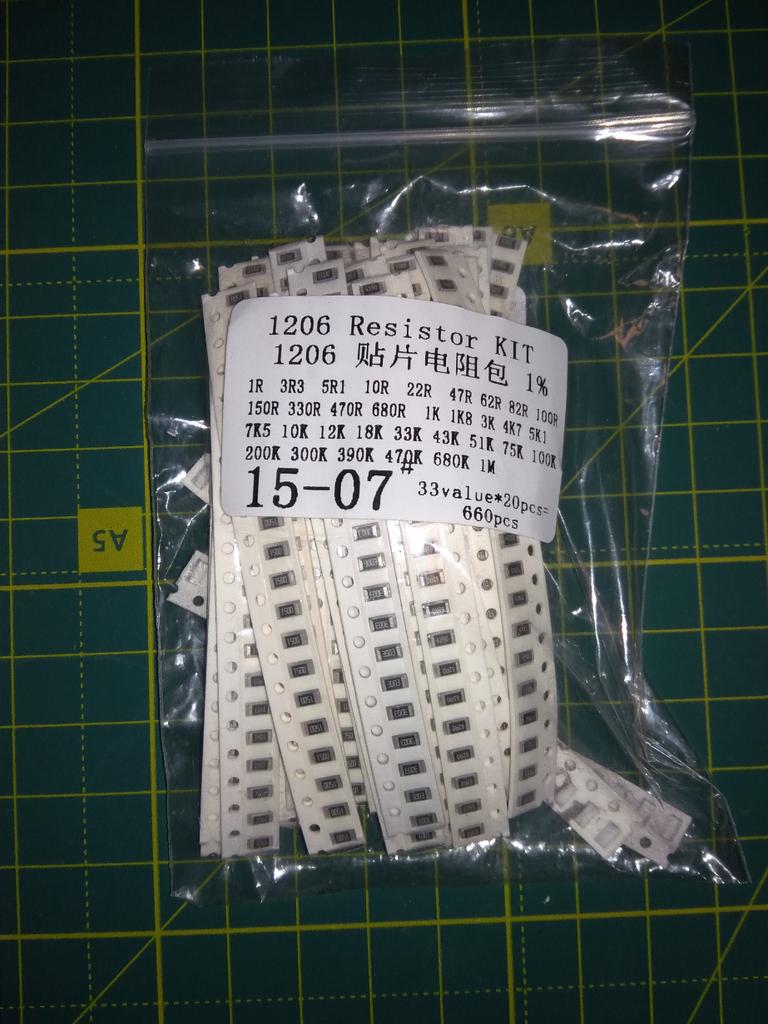 1206 Resistor KIT
1206 贴片电阻包 1%
1R 3R3 5R1 10R 22R 47R 62R 82R 100R
150R 330R 470R 680R 1K 1K8 3K 4K7 5K1
7K5 10K 12K 18K 33K 43K 51K 75K 100K
200K 300K 390K 470K 680K 1M
15-07# 33value*20pcs=
660pcs
A5
A6